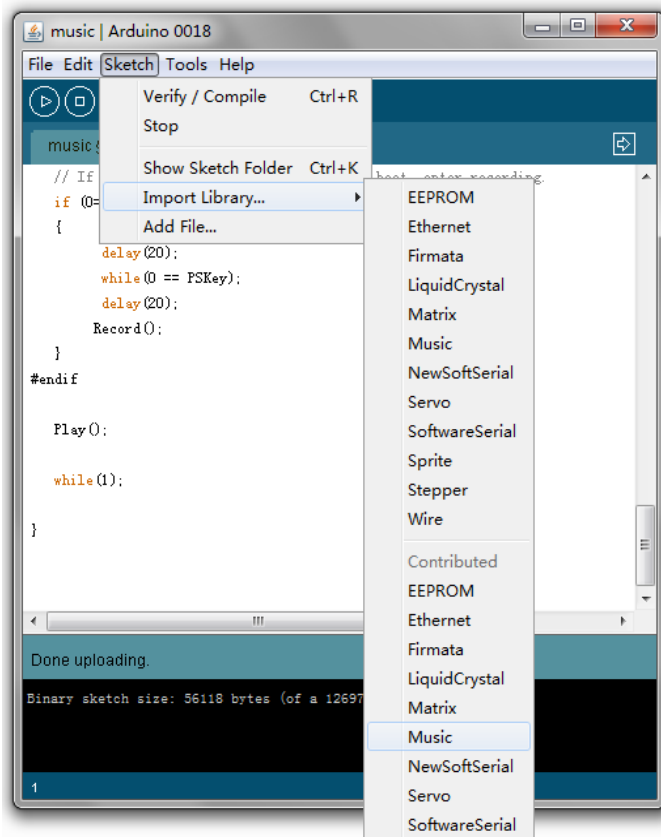 music | Arduino 0018
File Edit Sketch Tools Help
Verify / Compile Ctrl+R
Stop
Show Sketch Folder Ctrl+K
Import Library...
Add File...
music
// If
boot, enter recording.
if (0=
{
delay(20);
while(0 == PSKey);
delay(20);
Record();
}
#endif
Play();
while(1);
}
EEPROM
Ethernet
Firmata
LiquidCrystal
Matrix
Music
NewSoftSerial
Servo
SoftwareSerial
Sprite
Stepper
Wire
Contributed
EEPROM
Ethernet
Firmata
LiquidCrystal
Matrix
Music
NewSoftSerial
Servo
SoftwareSerial
Done uploading.
Binary sketch size: 56118 bytes (of a 12697
1